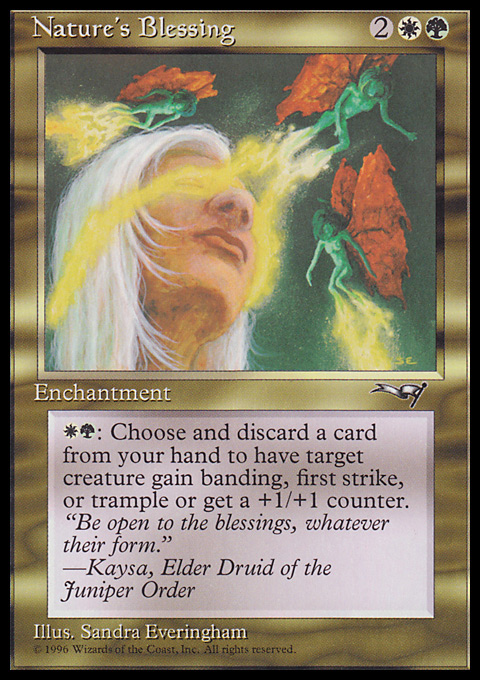 Nature's Blessing 2
Enchantment
SE
: Choose and discard a card
from your hand to have target
creature gain banding, first strike,
or trample or get a +1/+1 counter.
"Be open to the blessings, whatever
their form."
—Kaysa, Elder Druid of the
Juniper Order
Illus. Sandra Everingham
© 1996 Wizards of the Coast, Inc. All rights reserved.